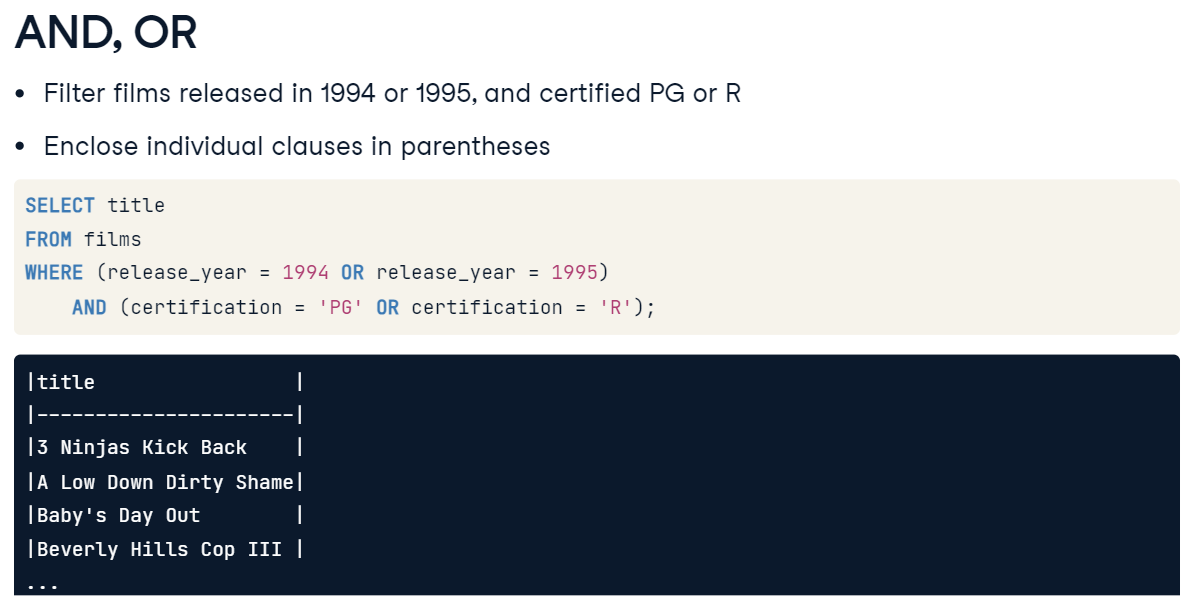 AND, OR
• Filter films released in 1994 or 1995, and certified PG or R
• Enclose individual clauses in parentheses
SELECT title
FROM films
WHERE (release_year = 1994 OR release_year = 1995)
    AND (certification = 'PG' OR certification = 'R');
|title                 |
|----------------------|
|3 Ninjas Kick Back    |
|A Low Down Dirty Shame|
|Baby's Day Out        |
|Beverly Hills Cop III |
...